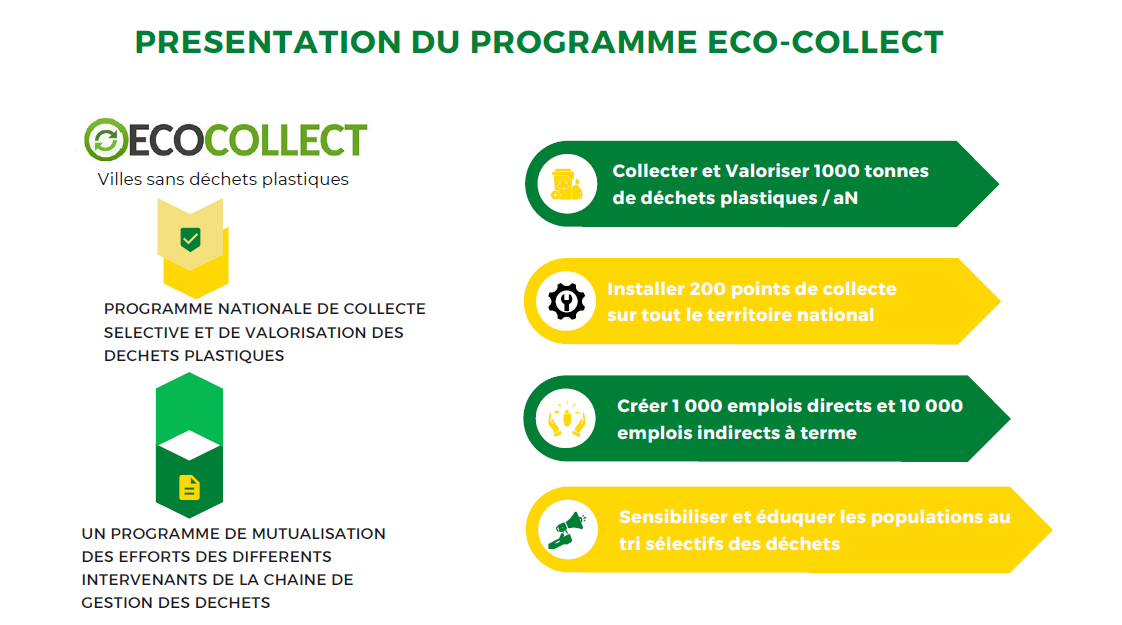 PRESENTATION DU PROGRAMME ECO-COLLECT
ECOCOLLECT
Villes sans déchets plastiques
PROGRAMME NATIONALE DE COLLECTE
SELECTIVE ET DE VALORISATION DES
DECHETS PLASTIQUES
UN PROGRAMME DE MUTUALISATION
DES EFFORTS DES DIFFERENTS
INTERVENANTS DE LA CHAINE DE
GESTION DES DECHETS
Collecter et Valoriser 1000 tonnes
de déchets plastiques / aN
Installer 200 points de collecte
sur tout le territoire national
Créer 1 000 emplois directs et 10 000
emplois indirects à terme
Sensibiliser et éduquer les populations au
tri sélectifs des déchets